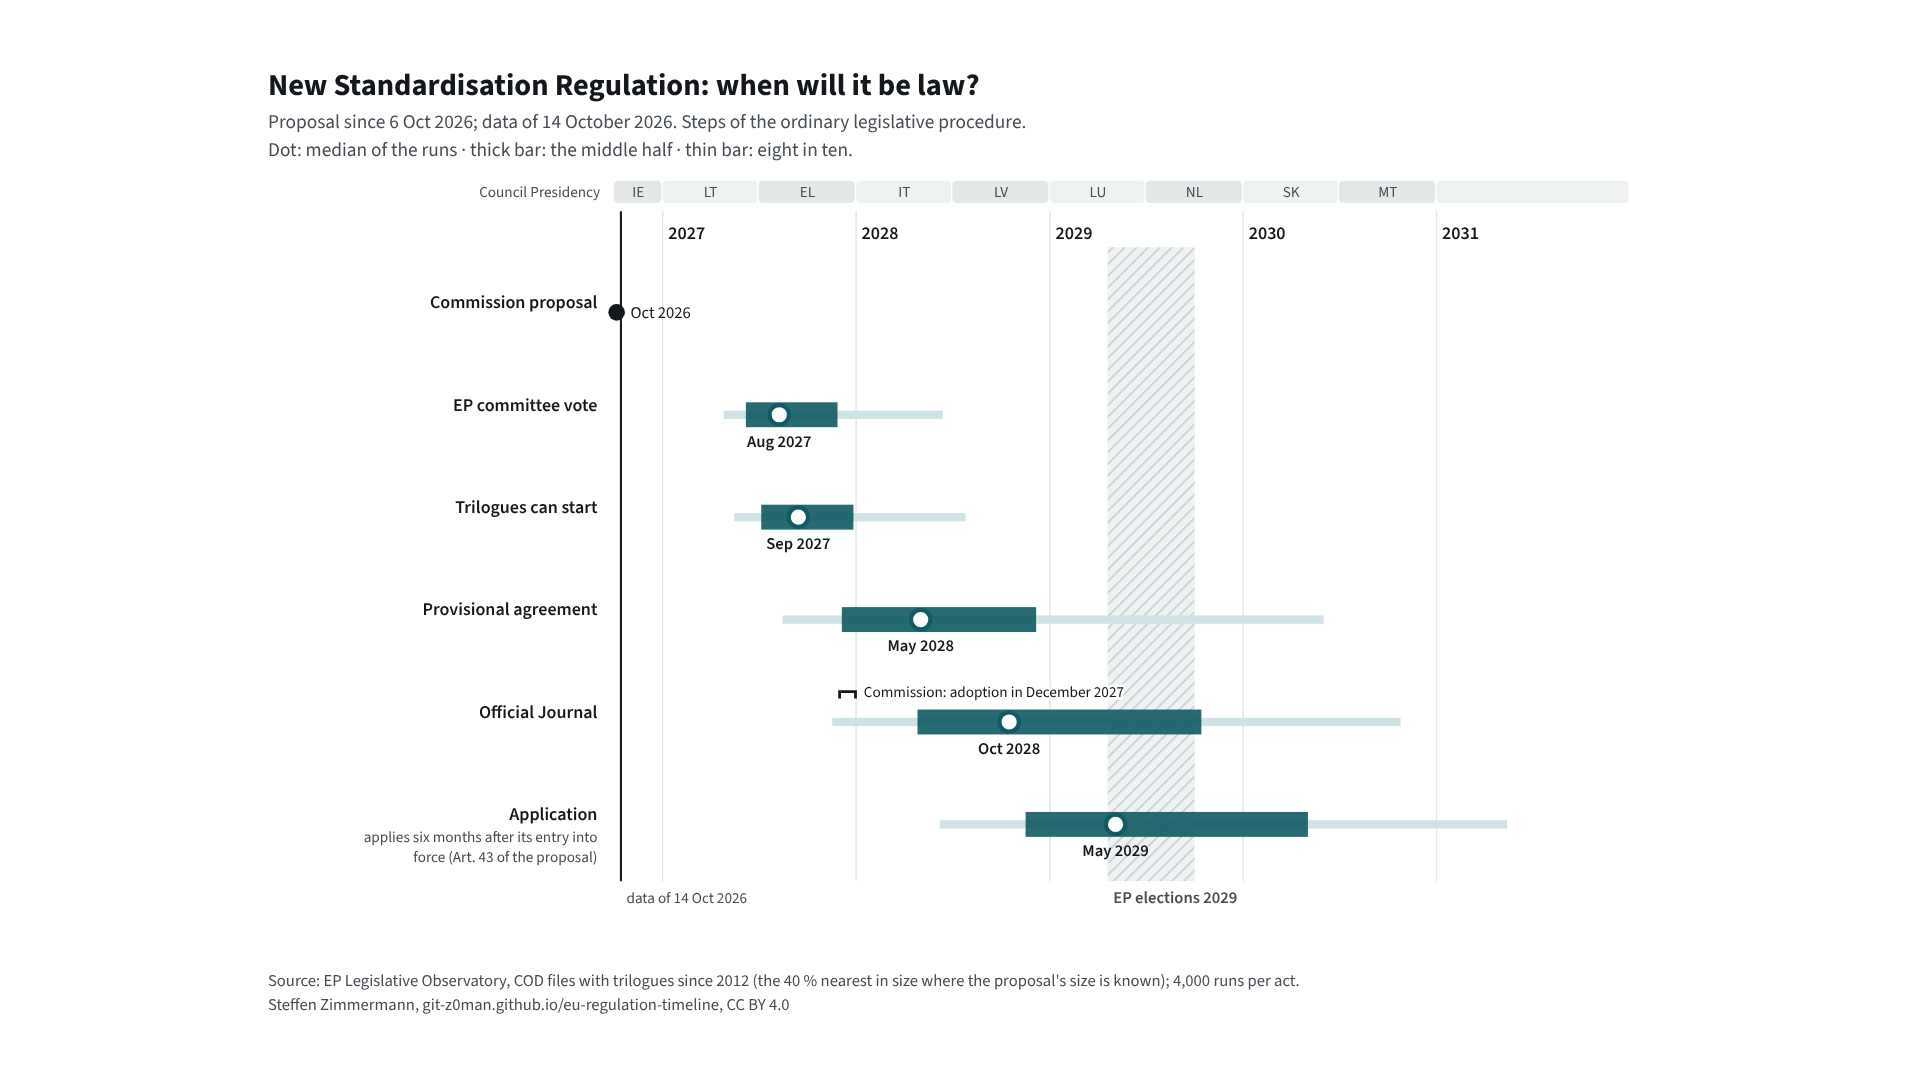 New Standardisation Regulation: when will it be law?
Proposal since 6 Oct 2026; data of 14 October 2026. Steps of the ordinary legislative procedure.
Dot: median of the runs · thick bar: the middle half · thin bar: eight in ten.
Council Presidency IE LT EL IT LV LU NL SK MT
2027 2028 2029 2030 2031
Commission proposal
Oct 2026
EP committee vote
Aug 2027
Trilogues can start
Sep 2027
Provisional agreement
May 2028
Commission: adoption in December 2027
Official Journal
Oct 2028
Application
applies six months after its entry into
force (Art. 43 of the proposal)
May 2029
data of 14 Oct 2026
EP elections 2029
Source: EP Legislative Observatory, COD files with trilogues since 2012 (the 40 % nearest in size where the proposal's size is known); 4,000 runs per act.
Steffen Zimmermann, git-z0man.github.io/eu-regulation-timeline, CC BY 4.0